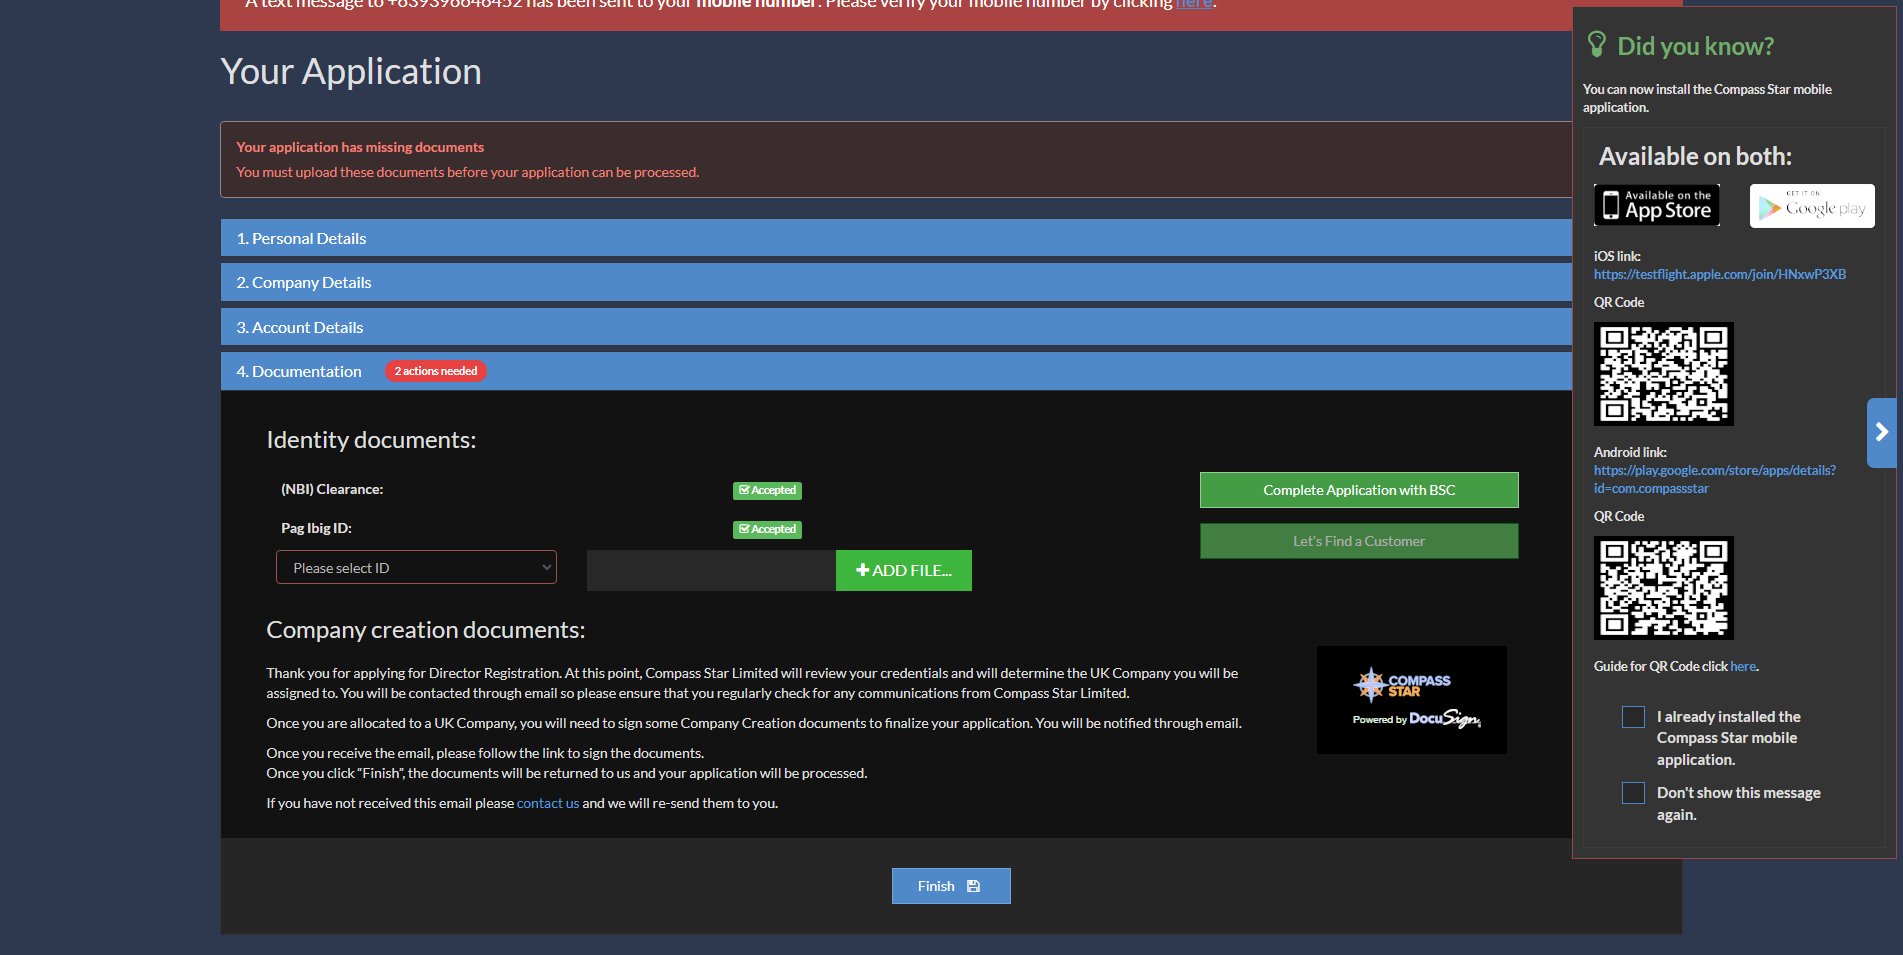 A text message to +639396646452 has been sent to your mobile number. Please verify your mobile number by clicking here.
Your Application
Your application has missing documents
You must upload these documents before your application can be processed.
1. Personal Details
2. Company Details
3. Account Details
4. Documentation 2 actions needed
Identity documents:
(NBI) Clearance: Accepted
Pag Ibig ID: Accepted
Please select ID
ADD FILE...
Complete Application with BSC
Let's Find a Customer
Company creation documents:
Thank you for applying for Director Registration. At this point, Compass Star Limited will review your credentials and will determine the UK Company you will be
assigned to. You will be contacted through email so please ensure that you regularly check for any communications from Compass Star Limited.
Once you are allocated to a UK Company, you will need to sign some Company Creation documents to finalize your application. You will be notified through email.
Once you receive the email, please follow the link to sign the documents.
Once you click “Finish”, the documents will be returned to us and your application will be processed.
If you have not received this email please contact us and we will re-send them to you.
COMPASS
STAR
Powered by DocuSign
Finish
Did you know?
You can now install the Compass Star mobile
application.
Available on both:
Available on the
App Store
GET IT ON
Google play
iOS link:
https://testflight.apple.com/join/HNxwP3XB
QR Code
Android link:
https://play.google.com/store/apps/details?
id=com.compassstar
QR Code
Guide for QR Code click here.
I already installed the
Compass Star mobile
application.
Don't show this message
again.